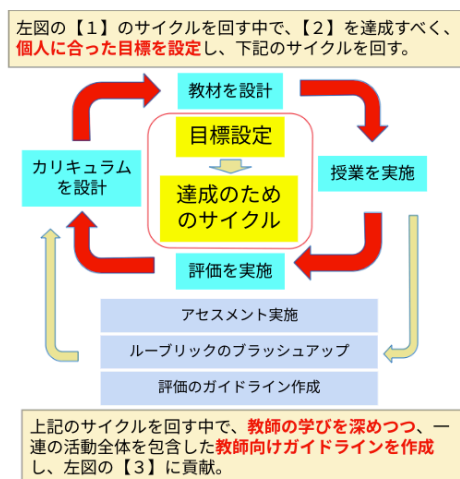 左図の【１】のサイクルを回す中で、【２】を達成すべく、
個人に合った目標を設定し、下記のサイクルを回す。
教材を設計
目標設定
カリキュラム
を設計
授業を実施
達成のため
のサイクル
評価を実施
アセスメント実施
ルーブリックのブラッシュアップ
評価のガイドライン作成
上記のサイクルを回す中で、教師の学びを深めつつ、一
連の活動全体を包含した教師向けガイドラインを作成
し、左図の【３】に貢献。